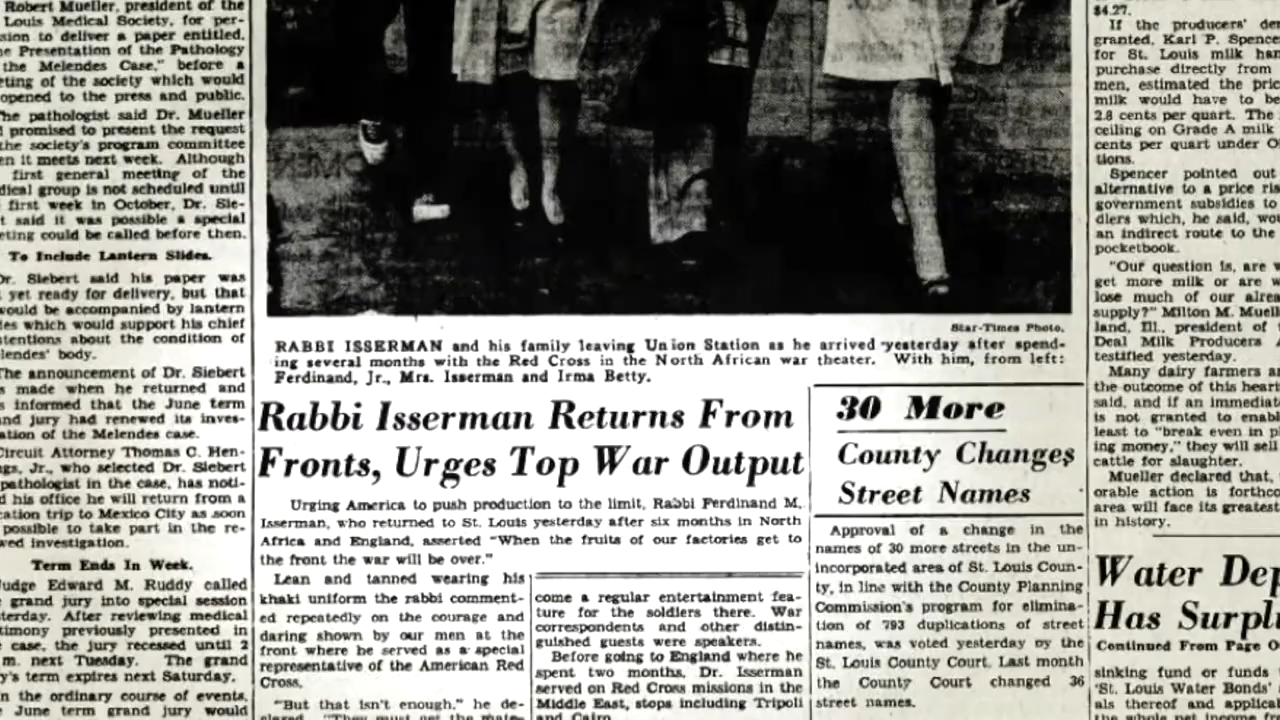 Robert Mueller, president of the
Louis Medical Society, for per-
sion to deliver a paper entitled,
Presentation of the Pathology
the Melendes Case," before a
ting of the society which would
opened to the press and public.
he pathologist said Dr. Mueller
promised to present the request
the society's program committee
n it meets next week. Although
first general meeting of the
dical group is not scheduled until
first week in October, Dr. Sie-
t said it was possible a special
eting could be called before then.
To Include Lantern Slides.
Dr. Siebert said his paper was
yet ready for delivery, but that
would be accompanied by lantern
des which would support his chief
tentions about the condition of
lendes' body.
The announcement of Dr. Siebert
s made when he returned and
s informed that the June term
and jury had renewed its inves-
ation of the Melendes case.
Circuit Attorney Thomas C. Hen-
ngs, Jr., who selected Dr. Siebert
pathologist in the case, has noti-
d his office he will return from a
cation trip to Mexico City as soon
possible to take part in the re-
wed investigation.
Term Ends In Week.
Judge Edward M. Ruddy called
e grand jury into special session
terday. After reviewing medical
timony previously presented in
case, the jury recessed until 2
m. next Tuesday. The grand
y's term expires next Saturday.
In the ordinary course of events,
June term grand jury would
Star-Times Photo.
RABBI ISSERMAN and his family leaving Union Station as he arrived yesterday after spend-
ing several months with the Red Cross in the North African war theater. With him, from left:
Ferdinand, Jr., Mrs. Isserman and Irma Betty.
Rabbi Isserman Returns From
Fronts, Urges Top War Output
Urging America to push production to the limit, Rabbi Ferdinand M.
Isserman, who returned to St. Louis yesterday after six months in North
Africa and England, asserted "When the fruits of our factories get to
the front the war will be over."
Lean and tanned wearing his
khaki uniform the rabbi comment-
ed repeatedly on the courage and
daring shown by our men at the
front where he served as a special
representative of the American Red
Cross.
"But that isn't enough," he de-
clared. "They must get the mate-
come a regular entertainment fea-
ture for the soldiers there. War
correspondents and other distin-
guished guests were speakers.
Before going to England where he
spent two months, Dr. Isserman
served on Red Cross missions in the
Middle East, stops including Tripoli
and Cairo.
30 More
County Changes
Street Names
Approval of a change in the
names of 30 more streets in the un-
incorporated area of St. Louis Coun-
ty, in line with the County Planning
Commission's program for elimina-
tion of 793 duplications of street
names, was voted yesterday by the
St. Louis County Court. Last month
the County Court changed 36
street names.
$4.27.
If the producers' de
granted, Karl P. Spence
for St. Louis milk han
purchase directly from
men, estimated the pric
milk would have to be
2.8 cents per quart. The
ceiling on Grade A milk
cents per quart under O
tions.
Spencer pointed out
alternative to a price ris
government subsidies to
dlers which, he said, wou
an indirect route to the
pocketbook.
"Our question is, are w
get more milk or are w
lose much of our alrea
supply?" Milton M. Muell
land, Ill., president of
Deal Milk Producers A
testified yesterday.
Many dairy farmers a
the outcome of this heari
said, and if an immediat
is not granted to enabl
least to "break even in p
ing money," they will sell
cattle for slaughter.
Mueller declared that,
orable action is forthco
area will face its greatest
in history.
Water Dep
Has Surpl
Continued From Page O
sinking fund or funds
'St. Louis Water Bonds'
als thereof and applica